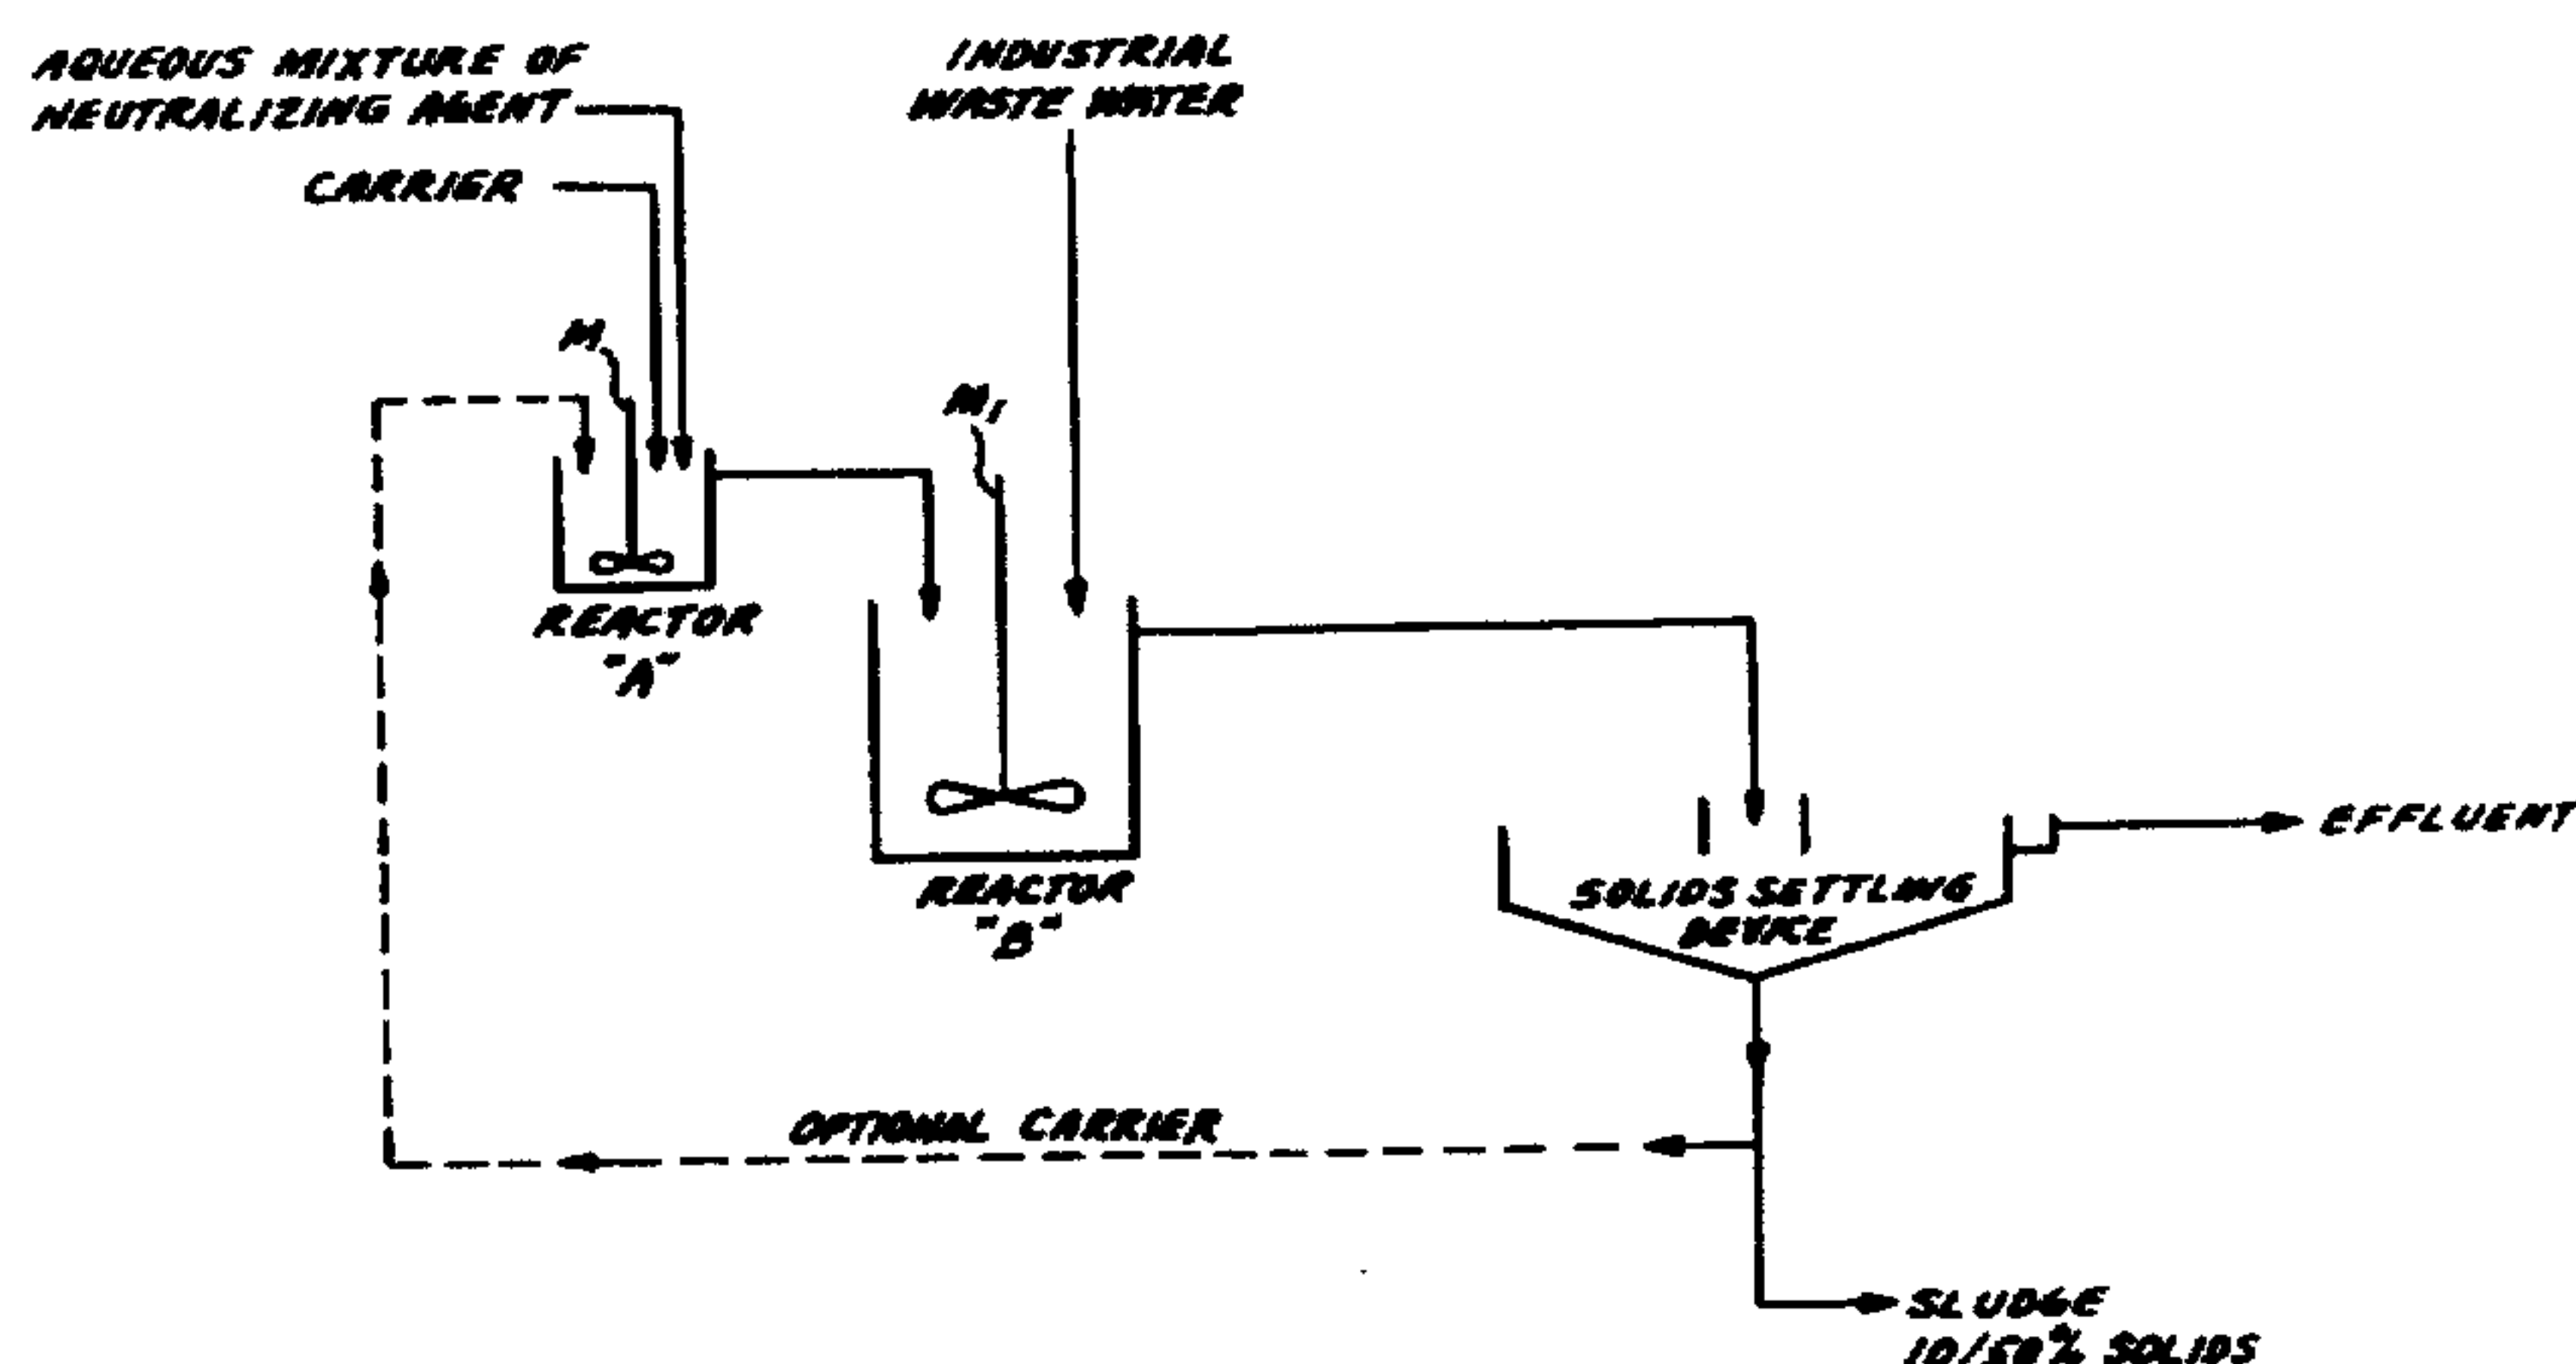 AQUEOUS MIXTURE OF
NEUTRALIZING AGENT
CARRIER
INDUSTRIAL
WASTE WATER
M
M1
REACTOR
"A"
REACTOR
"B"
SOLIDS SETTLING
DEVICE
EFFLUENT
OPTIONAL CARRIER
SLUDGE
10/50% SOLIDS